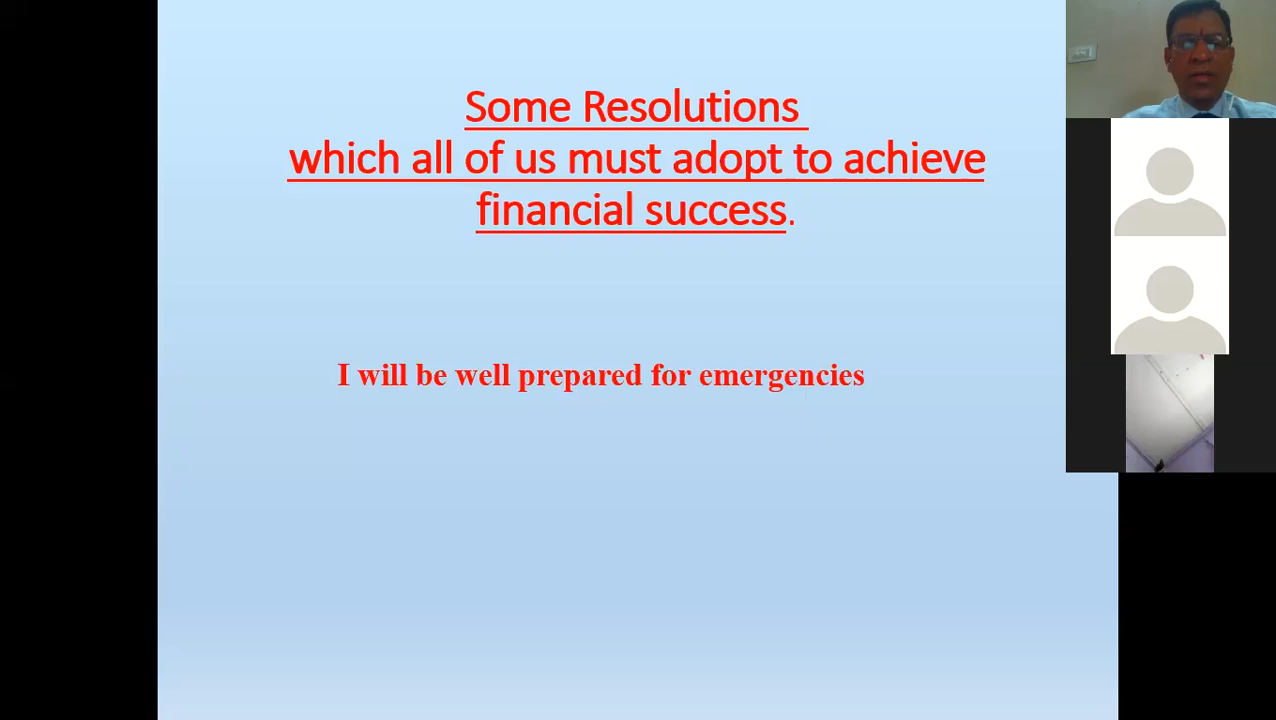 Some Resolutions
which all of us must adopt to achieve
financial success.
I will be well prepared for emergencies